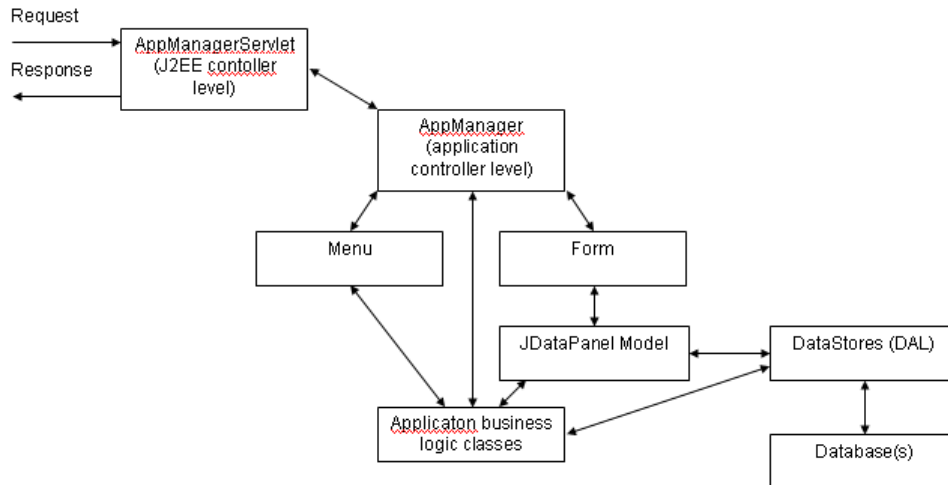 Request
Response
AppManagerServlet
(J2EE contoller
level)
AppManager
(application
controller level)
Menu
Form
JDataPanel Model
DataStores (DAL)
Applicaton business
logic classes
Database(s)